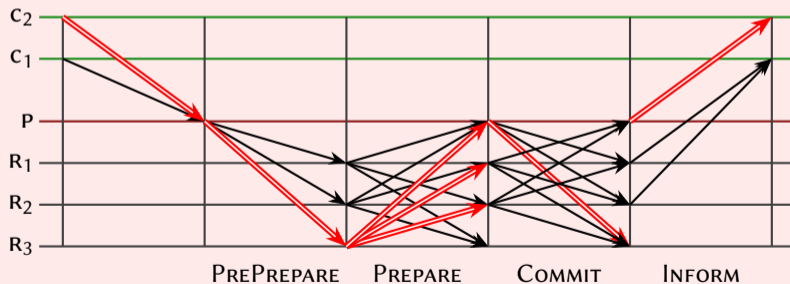 C2
C1
P
R1
R2
R3
PREPREPARE PREPARE COMMIT INFORM